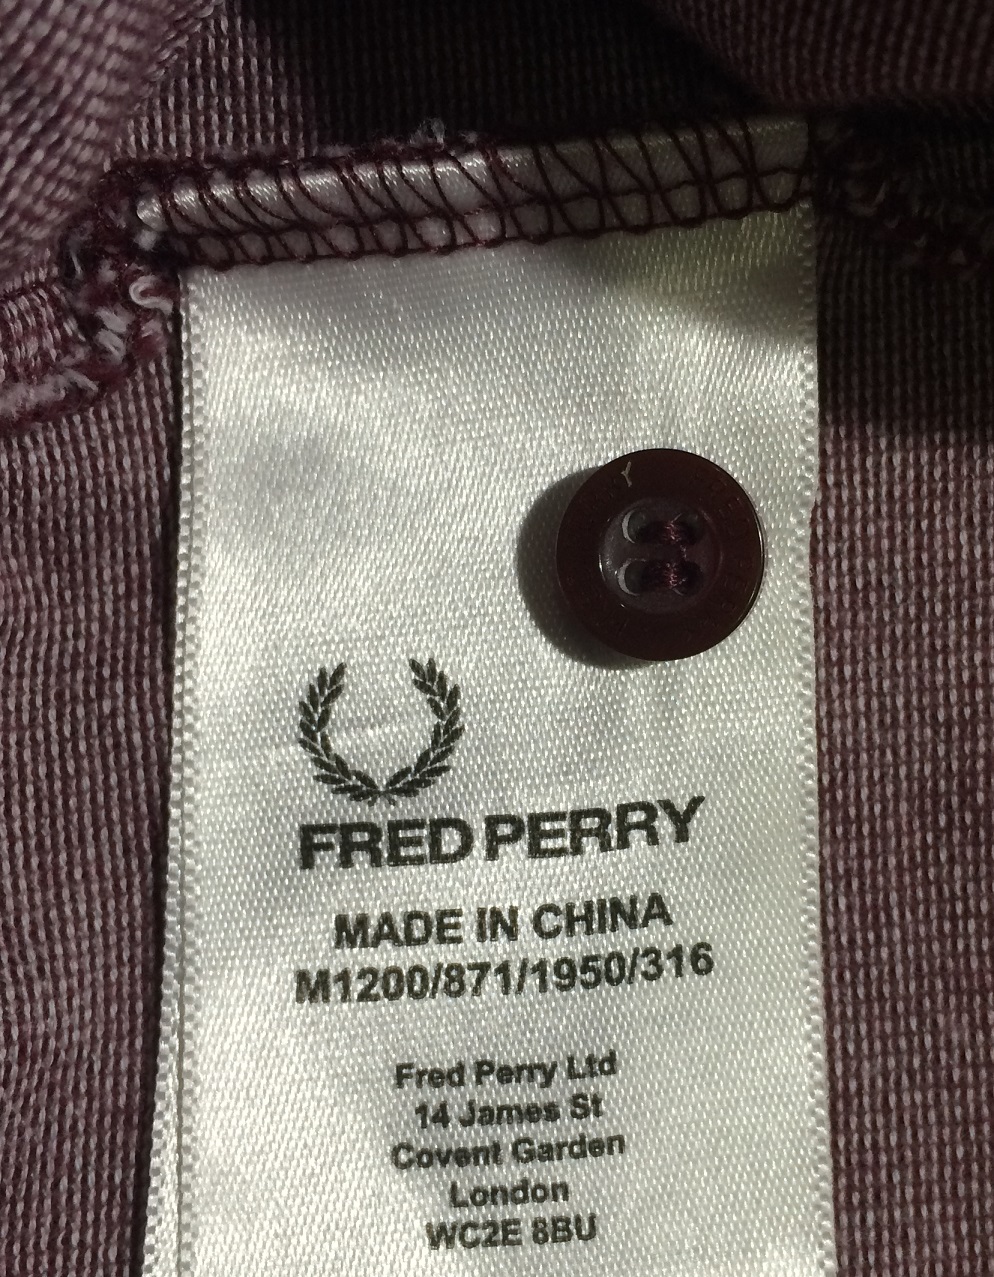 FRED PERRY
MADE IN CHINA
M1200/871/1950/316
Fred Perry Ltd
14 James St
Covent Garden
London
WC2E 8BU